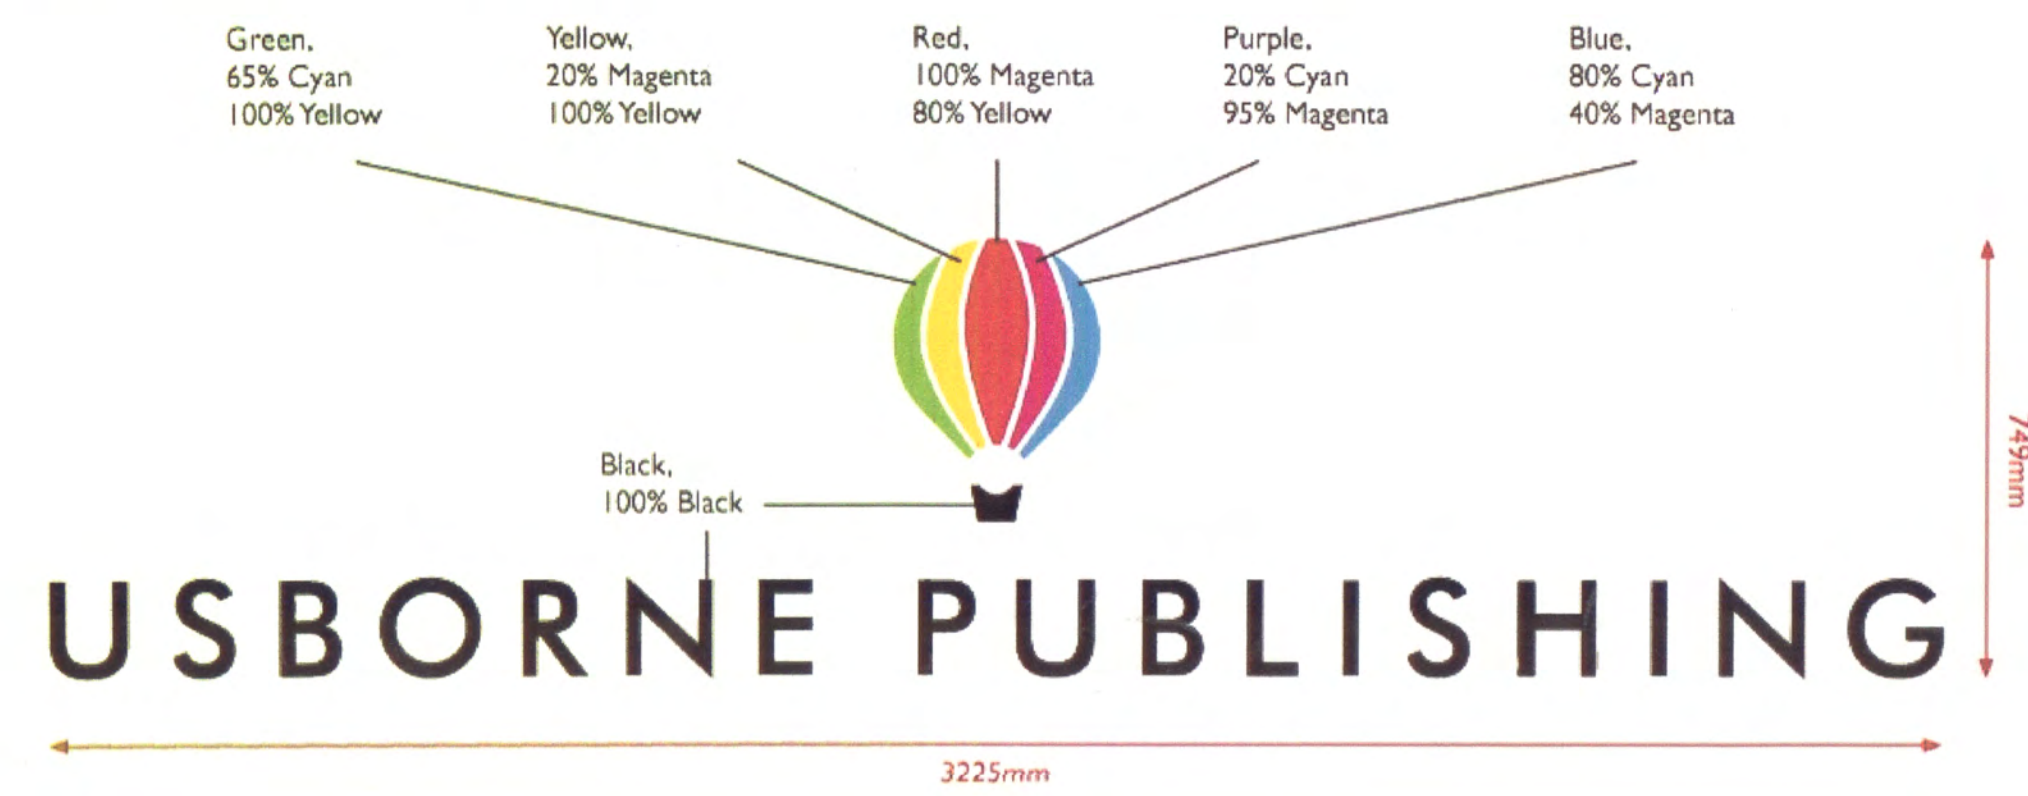 Green,
65% Cyan
100% Yellow
Yellow,
20% Magenta
100% Yellow
Red,
100% Magenta
80% Yellow
Purple,
20% Cyan
95% Magenta
Blue,
80% Cyan
40% Magenta
749mm
Black,
100% Black
USBORNE PUBLISHING
3225mm